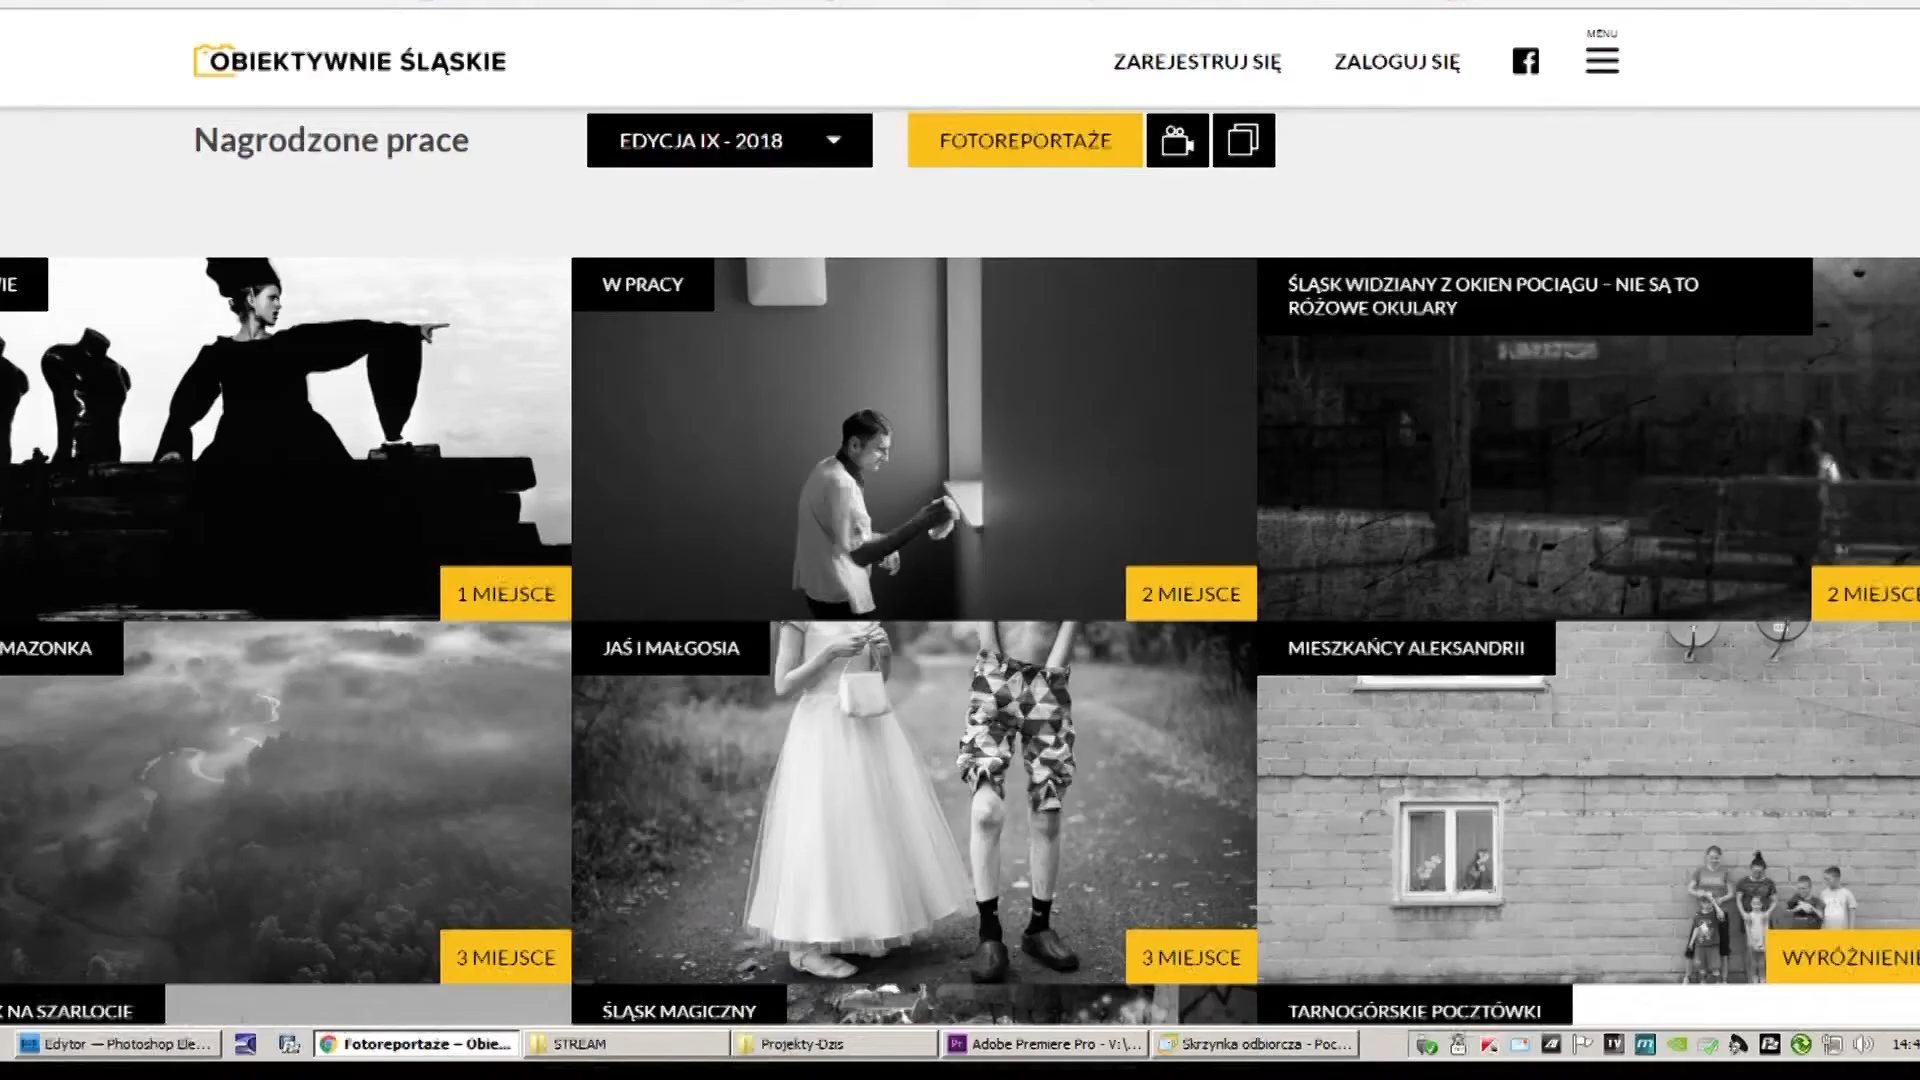 OBIEKTYWNIE ŚLĄSKIE
ZAREJESTRUJ SIĘ
ZALOGUJ SIĘ
MENU
Nagrodzone prace
EDYCJA IX - 2018
FOTOREPORTAŻE
IE
W PRACY
ŚLĄSK WIDZIANY Z OKIEN POCIĄGU – NIE SĄ TO
RÓŻOWE OKULARY
1 MIEJSCE
2 MIEJSCE
2 MIEJSCE
MAZONKA
JAŚ I MAŁGOSIA
MIESZKAŃCY ALEKSANDRII
3 MIEJSCE
3 MIEJSCE
WYRÓŻNIENIE
NA SZARLOCIE
ŚLĄSK MAGICZNY
TARNOGÓRSKIE POCZTÓWKI
Edytor — Photoshop Ele...
Fotoreportaże – Obie...
STREAM
Projekty-Dzis
Pr
Adobe Premiere Pro - V:\...
Skrzynka odbiorcza - Poc...
14:4